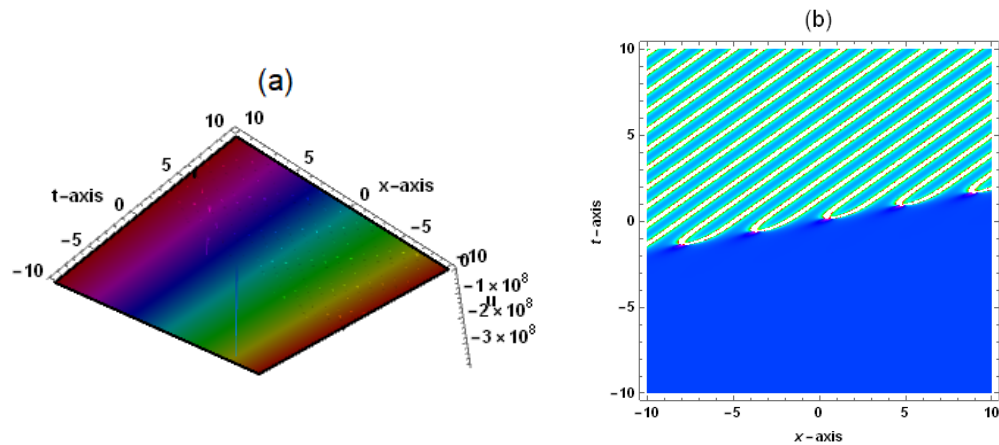 (b)
(a)
10 10
5 5
t-axis 0 0 x-axis
-5 -5
-10 0 -10
-1 × 10^8
u
-2 × 10^8
-3 × 10^8
10
5
t-axis
0
-5
-10
-10 -5 0 5 10
x-axis